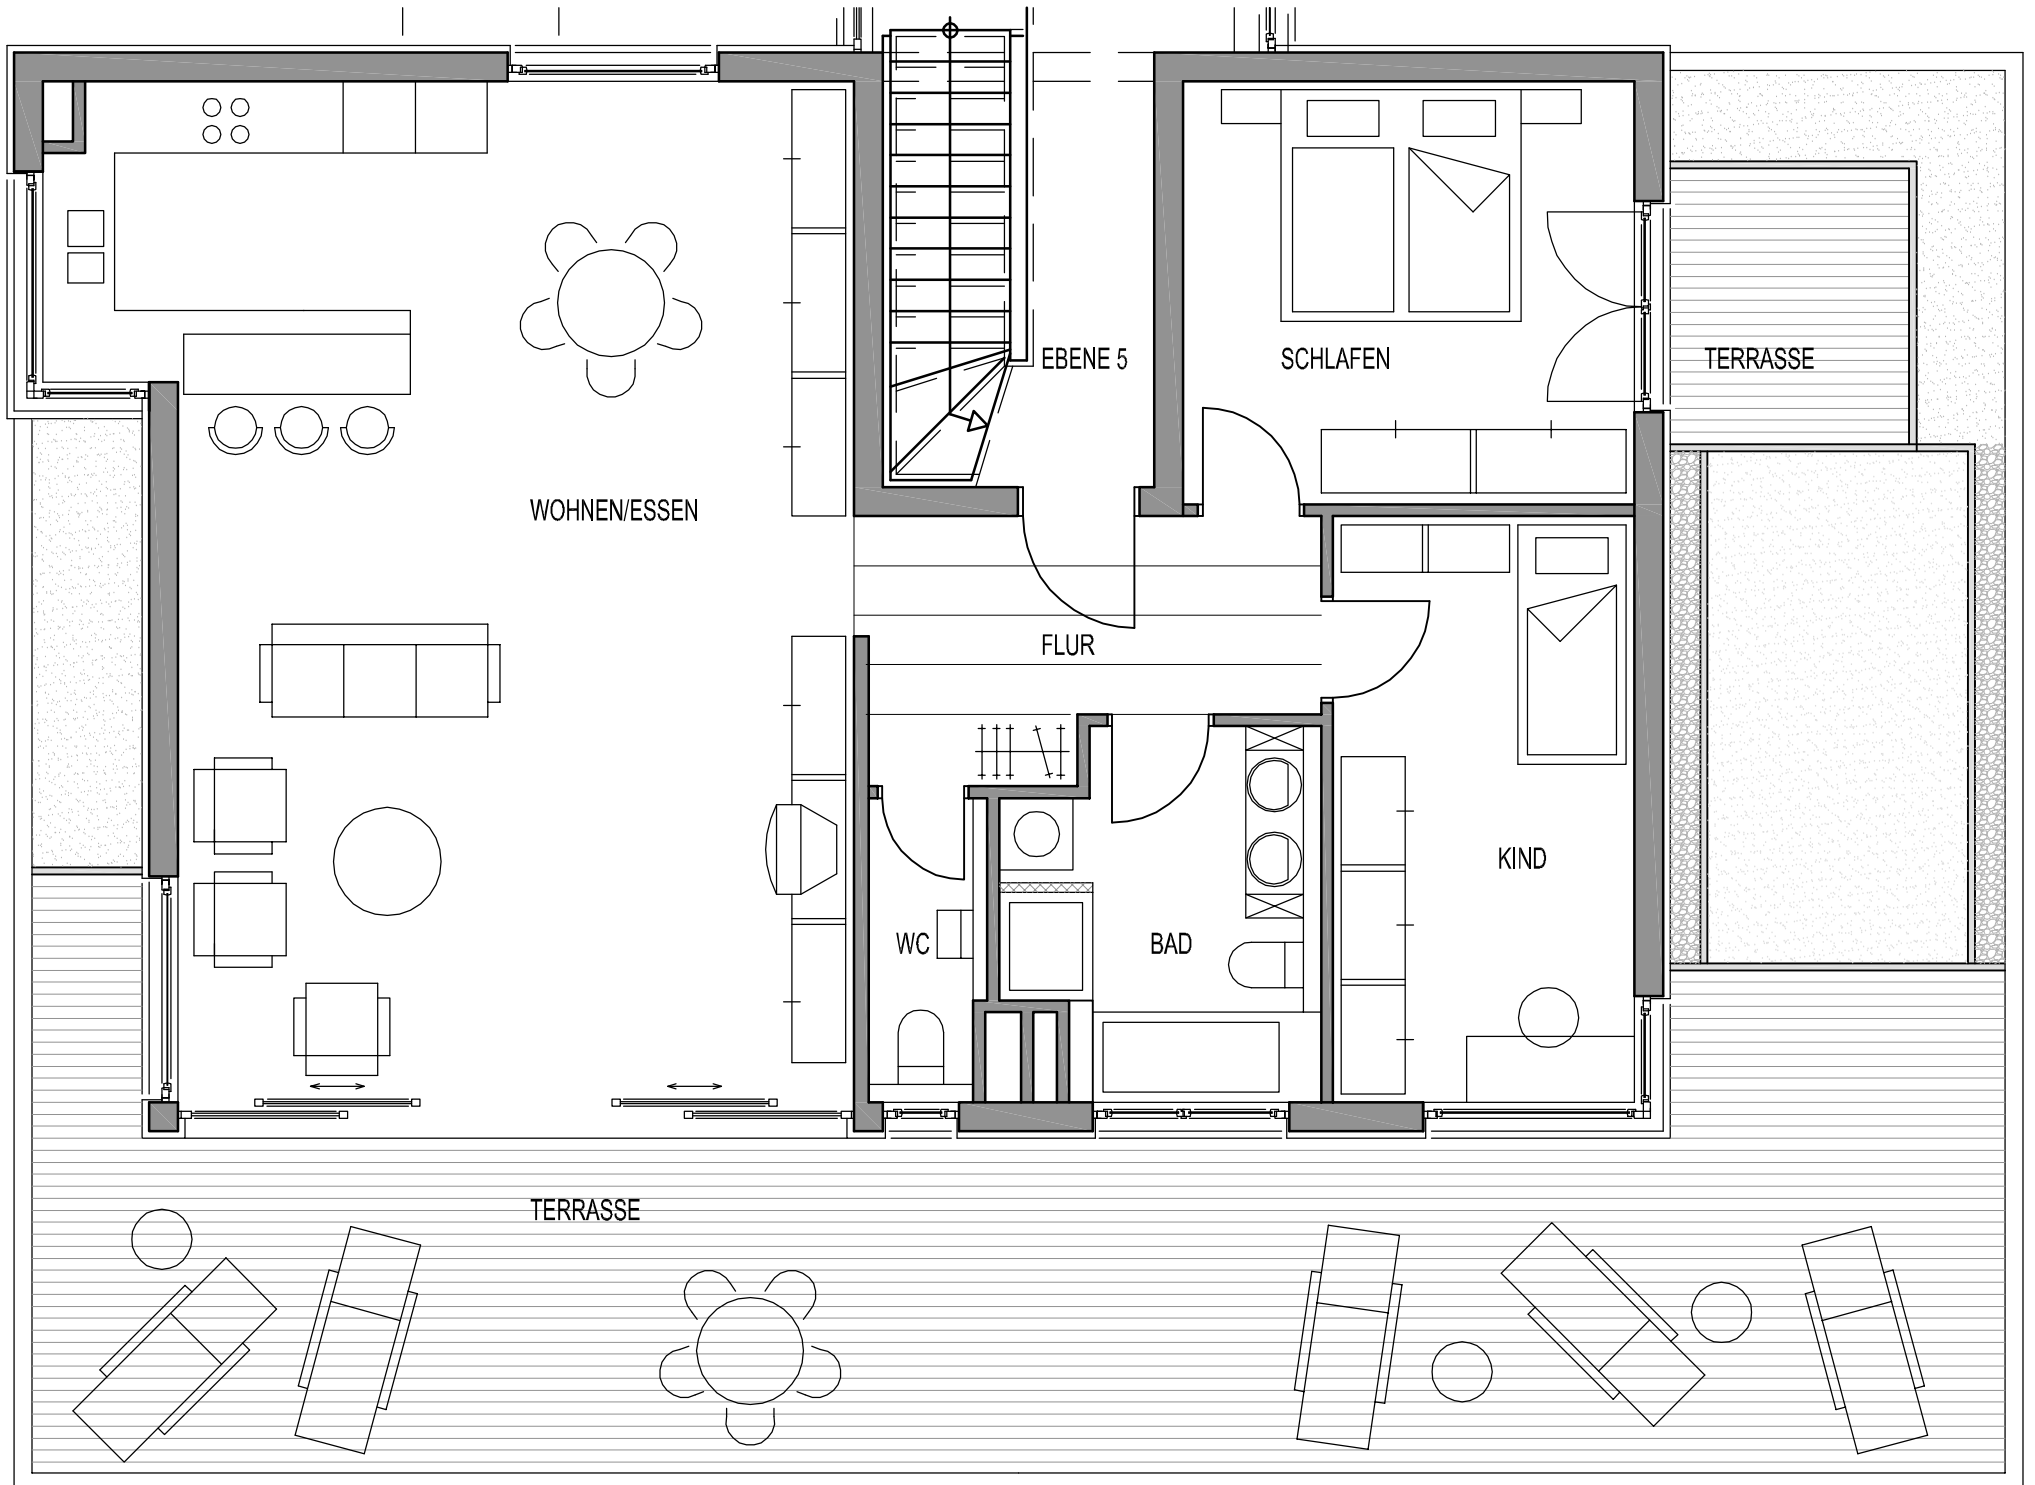 EBENE 5
SCHLAFEN
TERRASSE
WOHNEN/ESSEN
FLUR
KIND
WC
BAD
TERRASSE